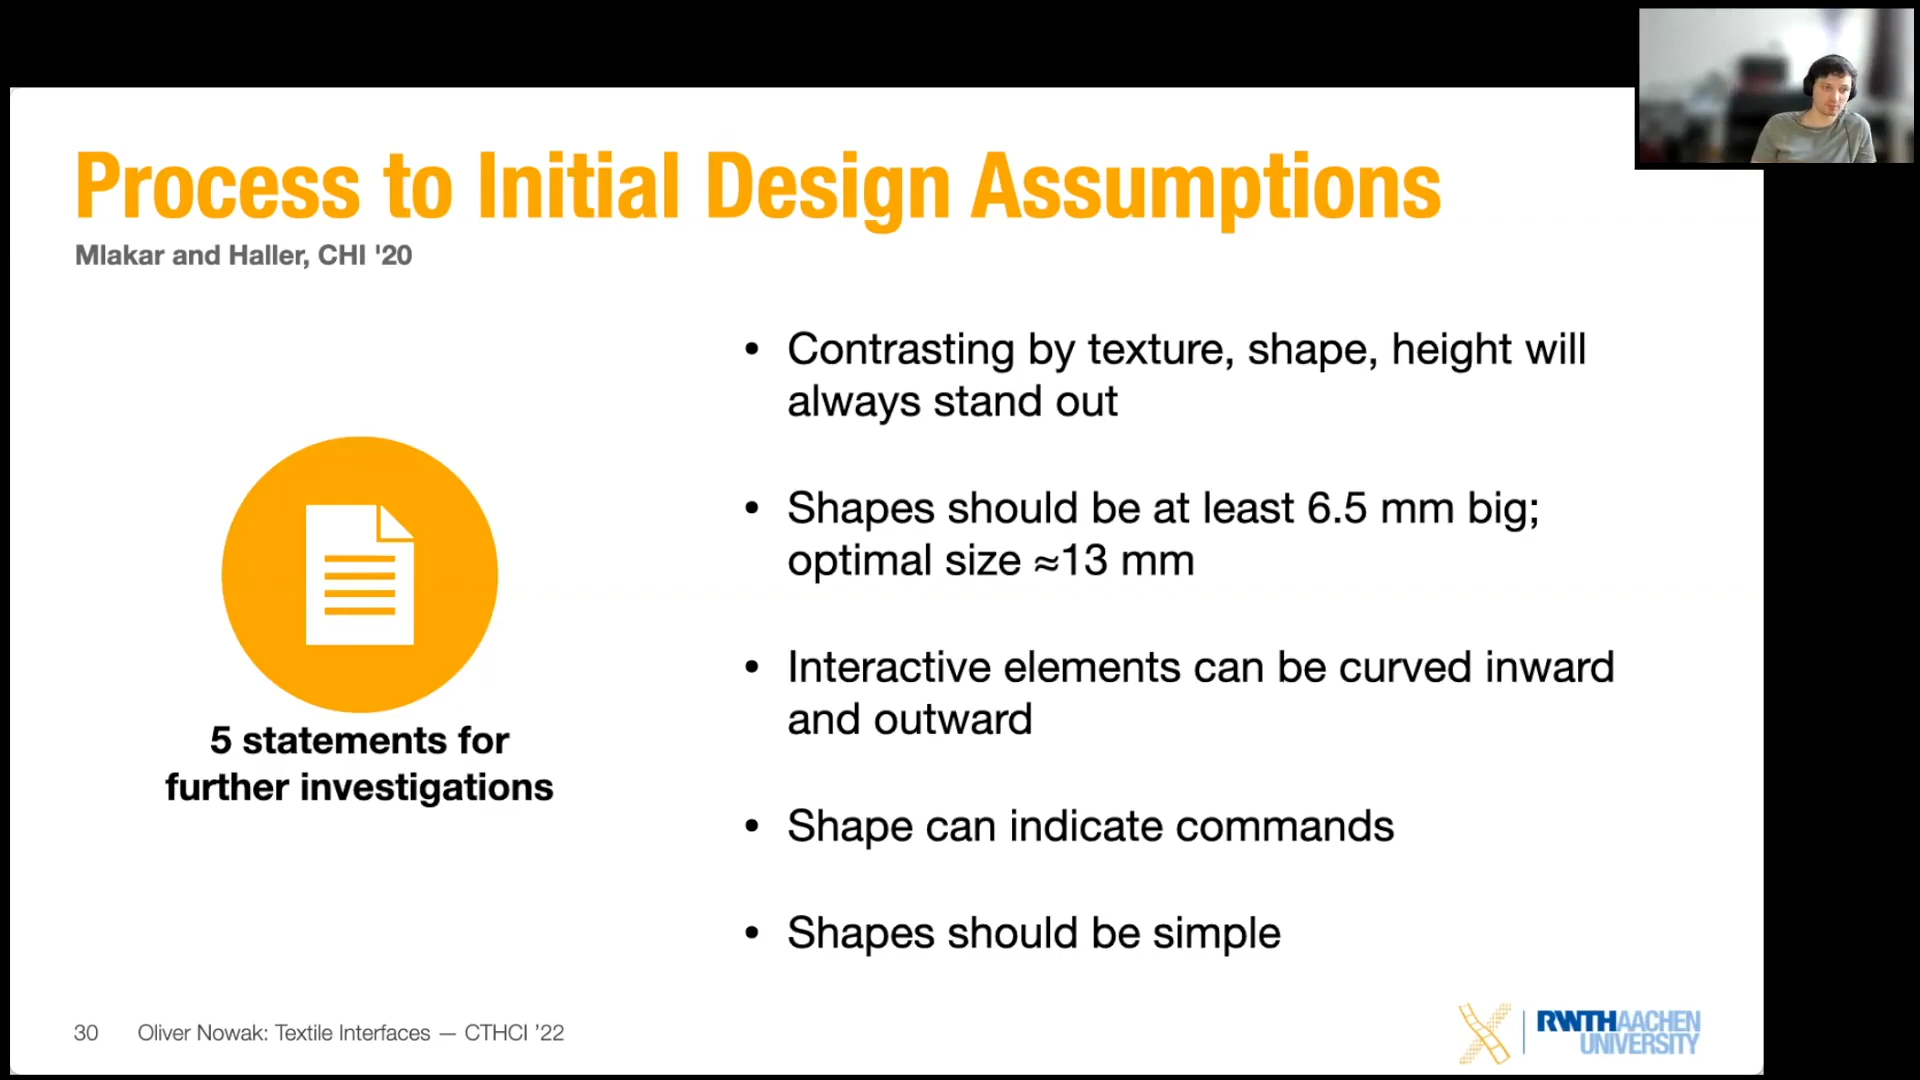 Process to Initial Design Assumptions
Mlakar and Haller, CHI '20
• Contrasting by texture, shape, height will
always stand out
• Shapes should be at least 6.5 mm big;
optimal size ≈13 mm
• Interactive elements can be curved inward
and outward
• Shape can indicate commands
• Shapes should be simple
5 statements for
further investigations
30 Oliver Nowak: Textile Interfaces — CTHCI ’22
RWTHAACHEN
UNIVERSITY